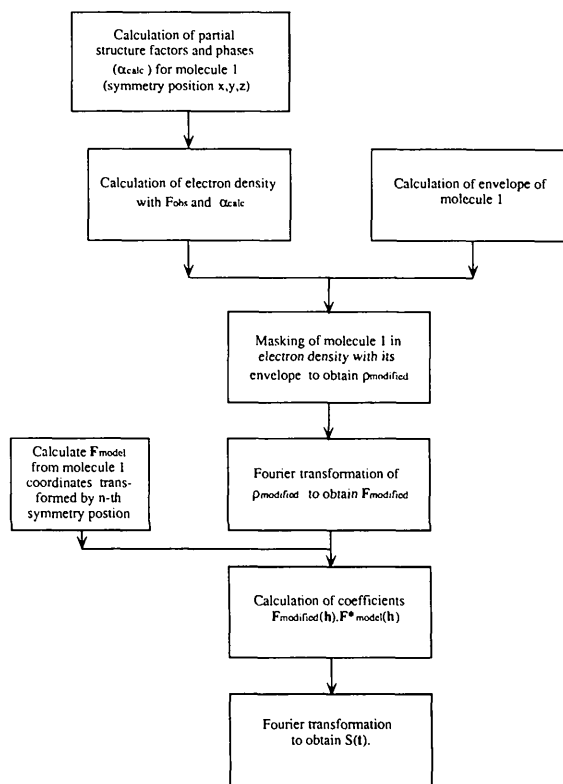 Calculation of partial
structure factors and phases
(αcalc) for molecule 1
(symmetry position x,y,z)
Calculation of electron density
with Fobs and αcalc
Calculation of envelope of
molecule 1
Masking of molecule 1 in
electron density with its
envelope to obtain ρmodified
Calculate Fmodel
from molecule 1
coordinates trans-
formed by n-th
symmetry postion
Fourier transformation of
ρmodified to obtain Fmodified
Calculation of coefficients
Fmodified(h).F*model(h)
Fourier transformation
to obtain S(t).